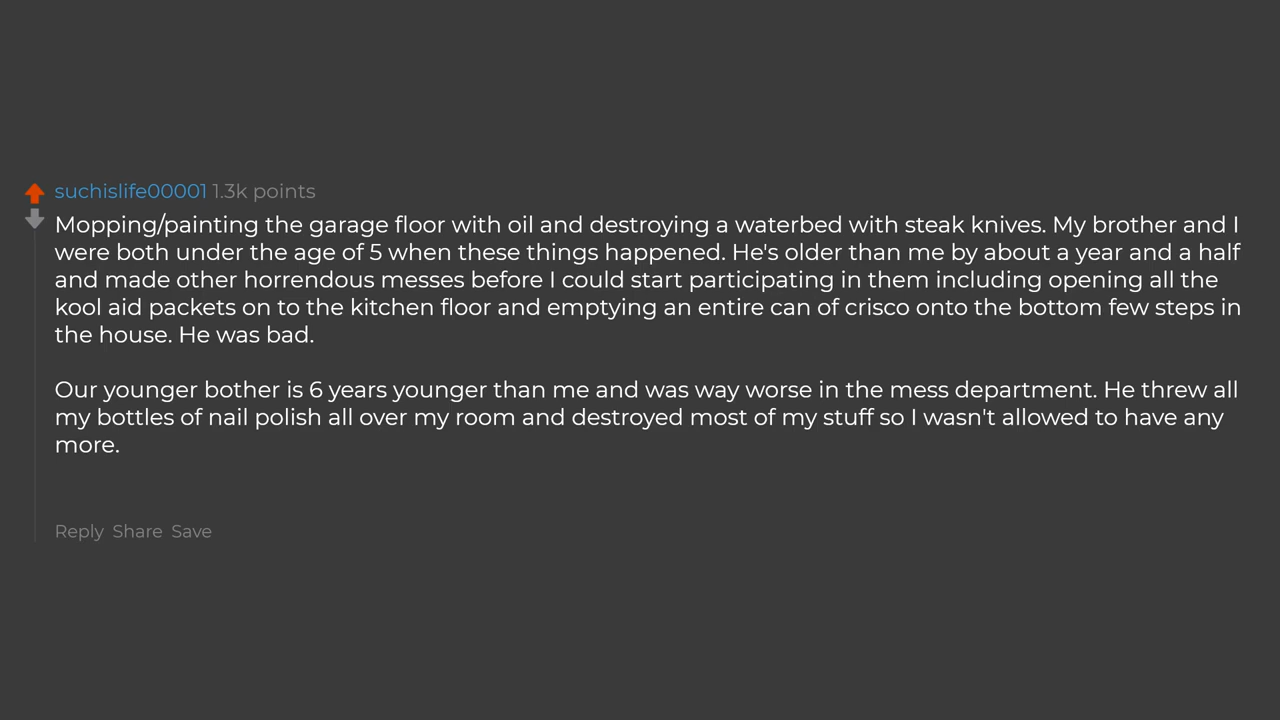 suchislife00001 1.3k points
Mopping/painting the garage floor with oil and destroying a waterbed with steak knives. My brother and I
were both under the age of 5 when these things happened. He's older than me by about a year and a half
and made other horrendous messes before I could start participating in them including opening all the
kool aid packets on to the kitchen floor and emptying an entire can of crisco onto the bottom few steps in
the house. He was bad.
Our younger bother is 6 years younger than me and was way worse in the mess department. He threw all
my bottles of nail polish all over my room and destroyed most of my stuff so I wasn't allowed to have any
more.
Reply Share Save